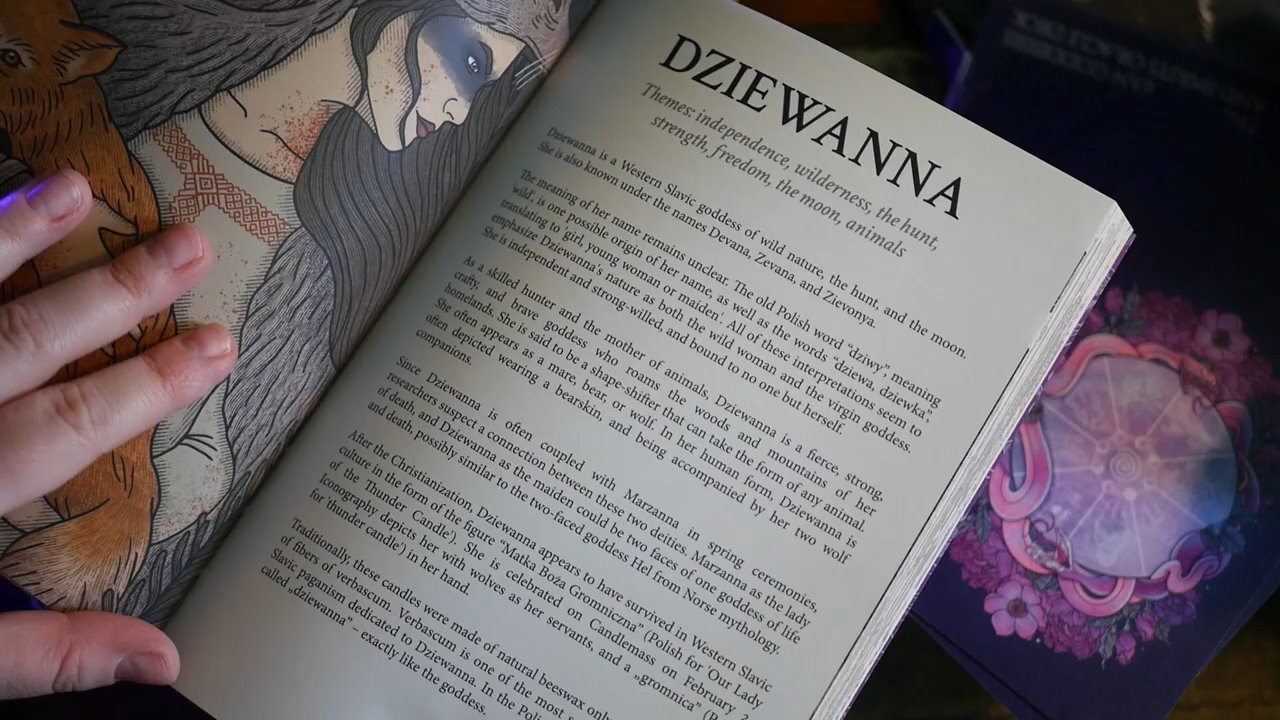 DZIEWANNA
Themes: independence, wilderness, the hunt,
strength, freedom, the moon, animals
Dziewanna is a Western Slavic goddess of wild nature, the hunt, and the moon.
She is also known under the names Devana, Zevana, and Zievonya.
The meaning of her name remains unclear. The old Polish word "dziwy", meaning
'wild', is one possible origin of her name, as well as the words "dziewa, dziewka",
translating to 'girl, young woman or maiden'. All of these interpretations seem to
emphasize Dziewanna's nature as both the wild woman and the virgin goddess.
She is independent and strong-willed, and bound to no one but herself.
As a skilled hunter and the mother of animals, Dziewanna is a fierce, strong,
crafty, and brave goddess who roams the woods and mountains of her
homelands. She is said to be a shape-shifter that can take the form of any animal.
She often appears as a mare, bear, or wolf. In her human form, Dziewanna is
often depicted wearing a bearskin, and being accompanied by her two wolf
companions.
Since Dziewanna is often coupled with Marzanna in spring ceremonies,
research suspect a connection between these two deities. Marzanna as the lady
of death, and Dziewanna as the maiden could be two faces of one goddess of life
and death, possibly similar to the two-faced goddess Hel from Norse mythology.
After the Christianization, Dziewanna appears to have survived in Western Slavic
culture in the form of the figure "Matka Boża Gromniczna" (Polish for 'Our Lady
of the Thunder Candle'). She is celebrated on Candlemass on February
Iconography depicts her with wolves as her servants, and a „gromnica"
for 'thunder candle') in her hand.
Traditionally, these candles were made of natural beeswax
of fibers of verbascum. Verbascum is one of the most
Slavic paganism dedicated to Dziewanna. In the
called „dziewanna" – exactly like the goddess.